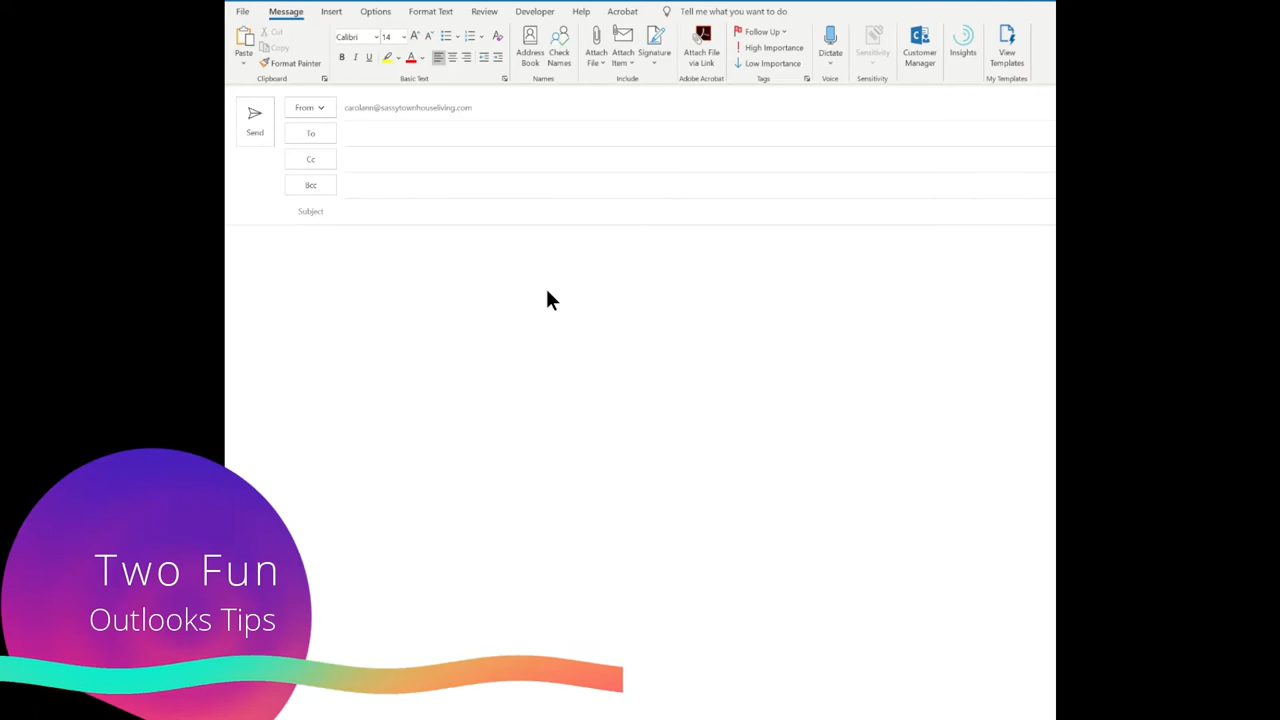 File Message Insert Options Format Text Review Developer Help Acrobat Tell me what you want to do
Paste Cut Copy Format Painter
Clipboard
Calibri 14
B I U A
Basic Text
Address Book Check Names
Names
Attach File Attach Item Signature
Include
Attach File via Link
Adobe Acrobat
Follow Up
High Importance
Low Importance
Tags
Dictate
Voice
Sensitivity
Sensitivity
Customer Manager
Insights
View Templates
My Templates
Send
From carolann@sassytownhouseliving.com
To
Cc
Bcc
Subject
Two Fun
Outlooks Tips